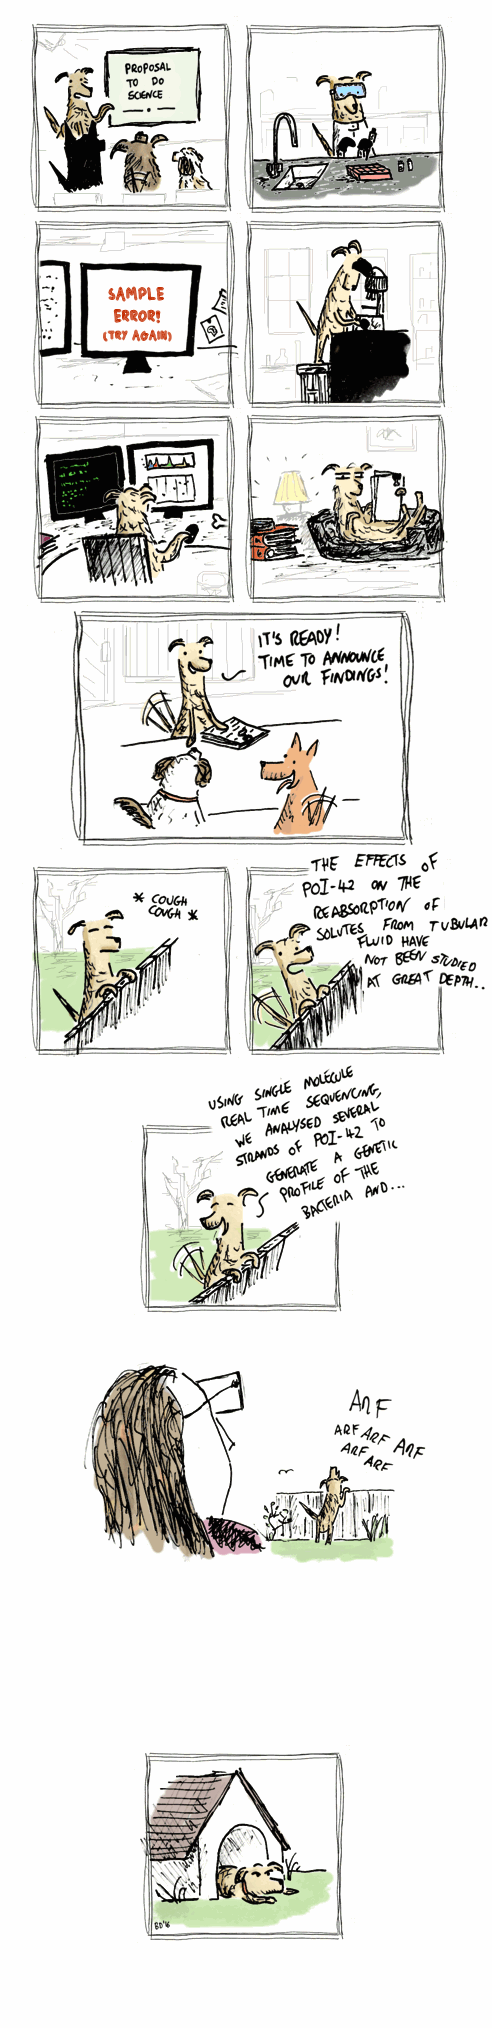 PROPOSAL
TO DO
SCIENCE
SAMPLE
ERROR!
(TRY AGAIN)
IT'S READY!
TIME TO ANNOUNCE
OUR FINDINGS!
* COUGH
COUGH *
THE EFFECTS OF
POI-42 ON THE
REABSORPTION OF
SOLUTES FROM TUBULAR
FLUID HAVE
NOT BEEN STUDIED
AT GREAT DEPTH..
USING SINGLE MOLECULE
REAL TIME SEQUENCING,
WE ANALYSED SEVERAL
STRANDS OF POI-42 TO
GENERATE A GENETIC
PROFILE OF THE
BACTERIA AND...
ARF
ARF ARF ARF
ARF ARF
BD'16